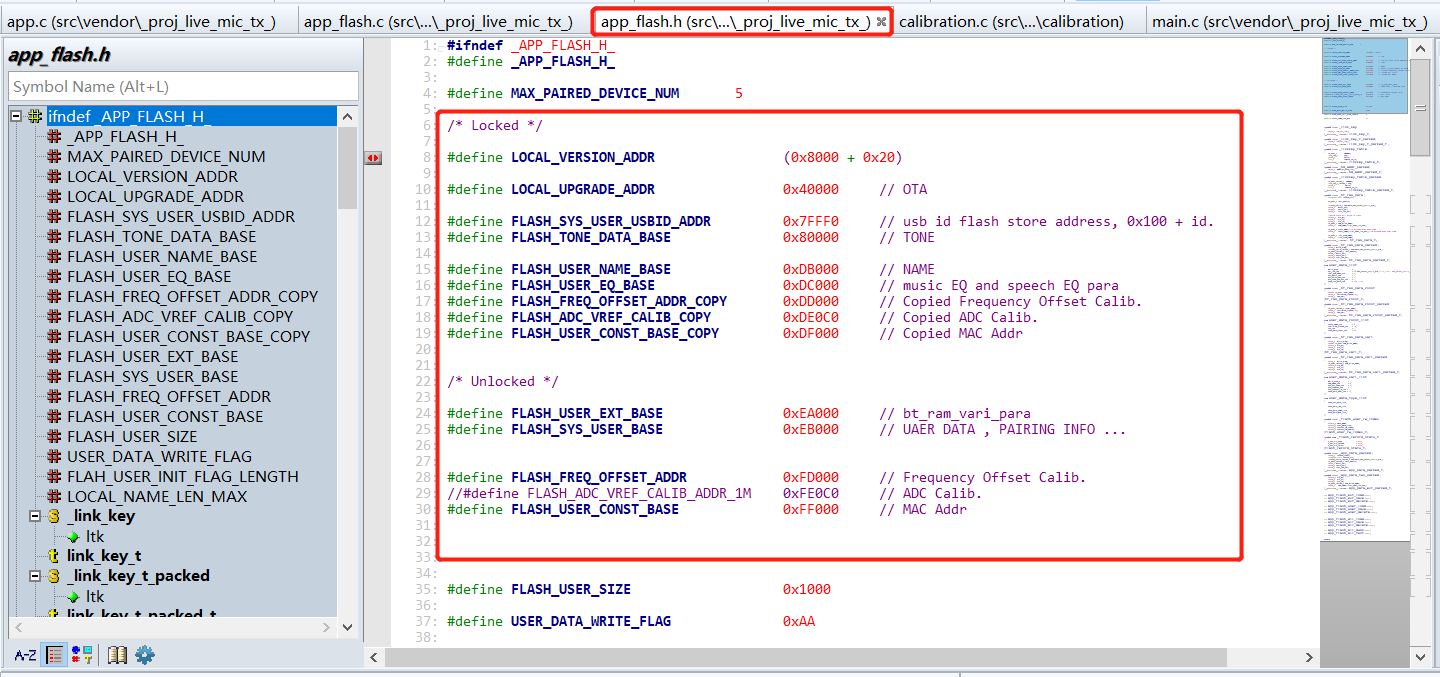 app.c (src\vendor\_proj_live_mic_tx_)
app_flash.c (src\...\_proj_live_mic_tx_)
app_flash.h (src\...\_proj_live_mic_tx_)
calibration.c (src\...\calibration)
main.c (src\vendor\_proj_live_mic_tx_)
app_flash.h
Symbol Name (Alt+L)
ifndef _APP_FLASH_H_
_APP_FLASH_H_
MAX_PAIRED_DEVICE_NUM
LOCAL_VERSION_ADDR
LOCAL_UPGRADE_ADDR
FLASH_SYS_USER_USBID_ADDR
FLASH_TONE_DATA_BASE
FLASH_USER_NAME_BASE
FLASH_USER_EQ_BASE
FLASH_FREQ_OFFSET_ADDR_COPY
FLASH_ADC_VREF_CALIB_COPY
FLASH_USER_CONST_BASE_COPY
FLASH_USER_EXT_BASE
FLASH_SYS_USER_BASE
FLASH_FREQ_OFFSET_ADDR
FLASH_USER_CONST_BASE
FLASH_USER_SIZE
USER_DATA_WRITE_FLAG
FLAH_USER_INIT_FLAG_LENGTH
LOCAL_NAME_LEN_MAX
_link_key
ltk
link_key_t
_link_key_t_packed
ltk
link_key_t_packed_t
A-Z
1: #ifndef _APP_FLASH_H_
2: #define _APP_FLASH_H_
3:
4: #define MAX_PAIRED_DEVICE_NUM 5
5:
6: /* Locked */
7:
8: #define LOCAL_VERSION_ADDR (0x8000 + 0x20)
9:
10: #define LOCAL_UPGRADE_ADDR 0x40000 // OTA
11:
12: #define FLASH_SYS_USER_USBID_ADDR 0x7FFF0 // usb id flash store address, 0x100 + id.
13: #define FLASH_TONE_DATA_BASE 0x80000 // TONE
14:
15: #define FLASH_USER_NAME_BASE 0xDB000 // NAME
16: #define FLASH_USER_EQ_BASE 0xDC000 // music EQ and speech EQ para
17: #define FLASH_FREQ_OFFSET_ADDR_COPY 0xDD000 // Copied Frequency Offset Calib.
18: #define FLASH_ADC_VREF_CALIB_COPY 0xDE0C0 // Copied ADC Calib.
19: #define FLASH_USER_CONST_BASE_COPY 0xDF000 // Copied MAC Addr
20:
21:
22: /* Unlocked */
23:
24: #define FLASH_USER_EXT_BASE 0xEA000 // bt_ram_vari_para
25: #define FLASH_SYS_USER_BASE 0xEB000 // UAER DATA , PAIRING INFO ...
26:
27:
28: #define FLASH_FREQ_OFFSET_ADDR 0xFD000 // Frequency Offset Calib.
29: //#define FLASH_ADC_VREF_CALIB_ADDR_1M 0xFE0C0 // ADC Calib.
30: #define FLASH_USER_CONST_BASE 0xFF000 // MAC Addr
31:
32:
33:
34:
35: #define FLASH_USER_SIZE 0x1000
36:
37: #define USER_DATA_WRITE_FLAG 0xAA
38: